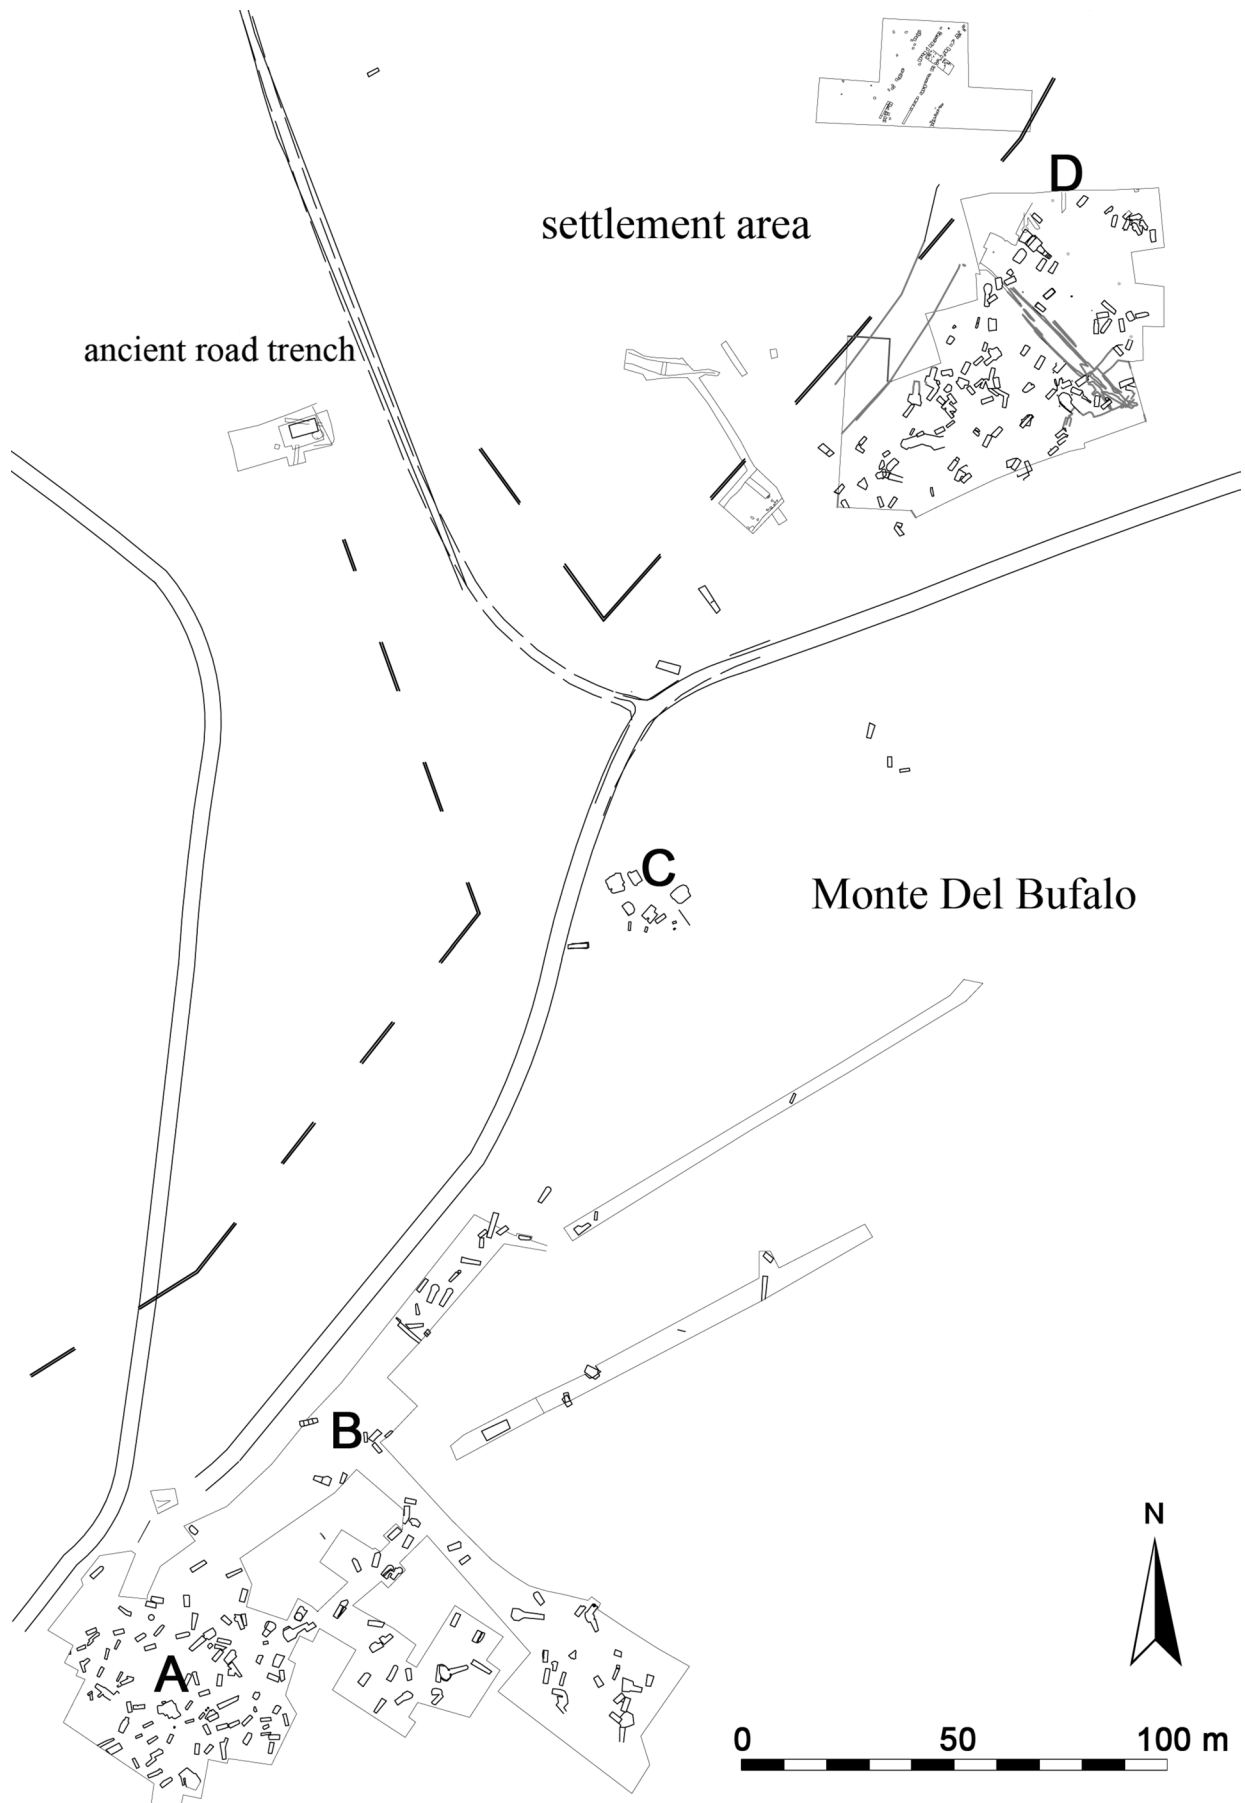 D
settlement area
ancient road trench
C
Monte Del Bufalo
B
N
A
0 50 100 m